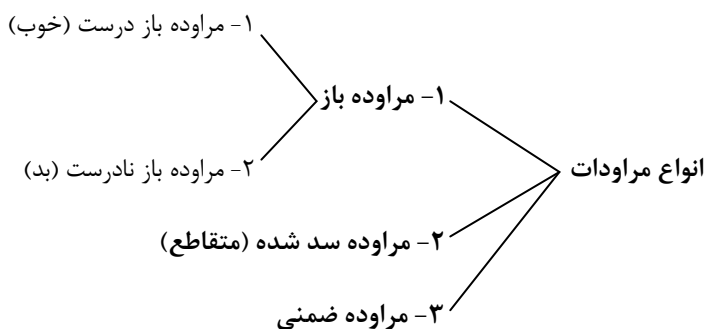 ۱- مراوده باز درست (خوب)
۱- مراوده باز
۲- مراوده باز نادرست (بد)
انواع مراودات
۲- مراوده سد شده (متقاطع)
۳- مراوده ضمنی